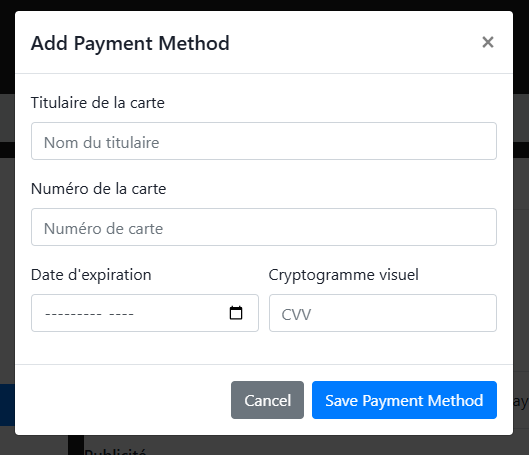 Add Payment Method ×
Titulaire de la carte
Nom du titulaire
Numéro de la carte
Numéro de carte
Date d'expiration Cryptogramme visuel
--------- ---- CVV
Cancel Save Payment Method
ay
Publicité